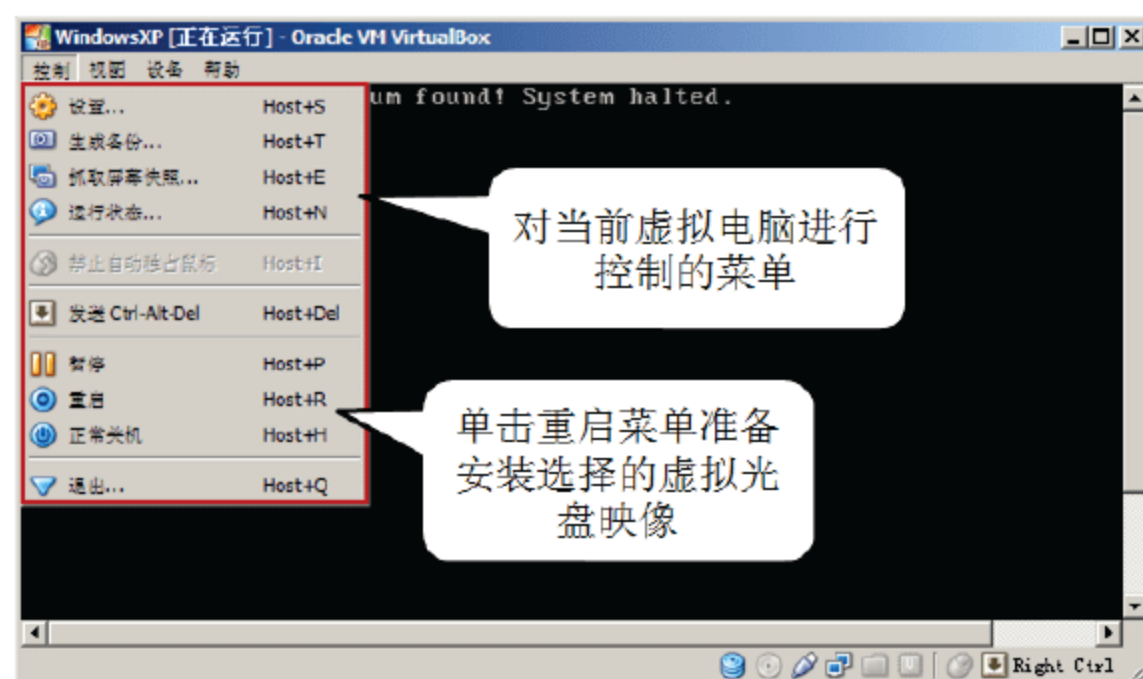 WindowsXP [正在运行] - Oracle VM VirtualBox
控制 视图 设备 帮助
um found! System halted.
设置... Host+S
生成备份... Host+T
抓取屏幕快照... Host+E
运行状态... Host+N
禁止自动独占鼠标 Host+I
发送 Ctrl-Alt-Del Host+Del
暂停 Host+P
重启 Host+R
正常关机 Host+H
退出... Host+Q
对当前虚拟电脑进行
控制的菜单
单击重启菜单准备
安装选择的虚拟光
盘映像
Right Ctrl